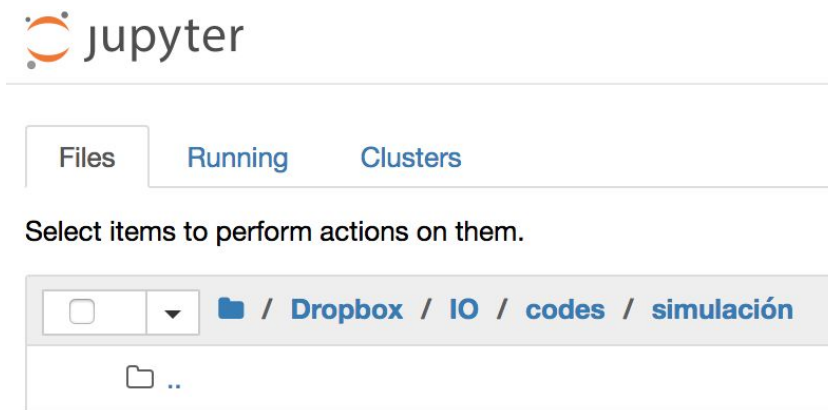 jupyter
Files Running Clusters
Select items to perform actions on them.
/ Dropbox / IO / codes / simulación
..